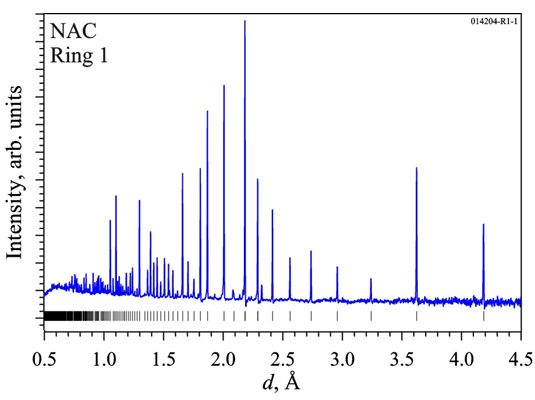 NAC
Ring 1
014204-R1-1
Intensity, arb. units
0.5 1.0 1.5 2.0 2.5 3.0 3.5 4.0 4.5
d, Å